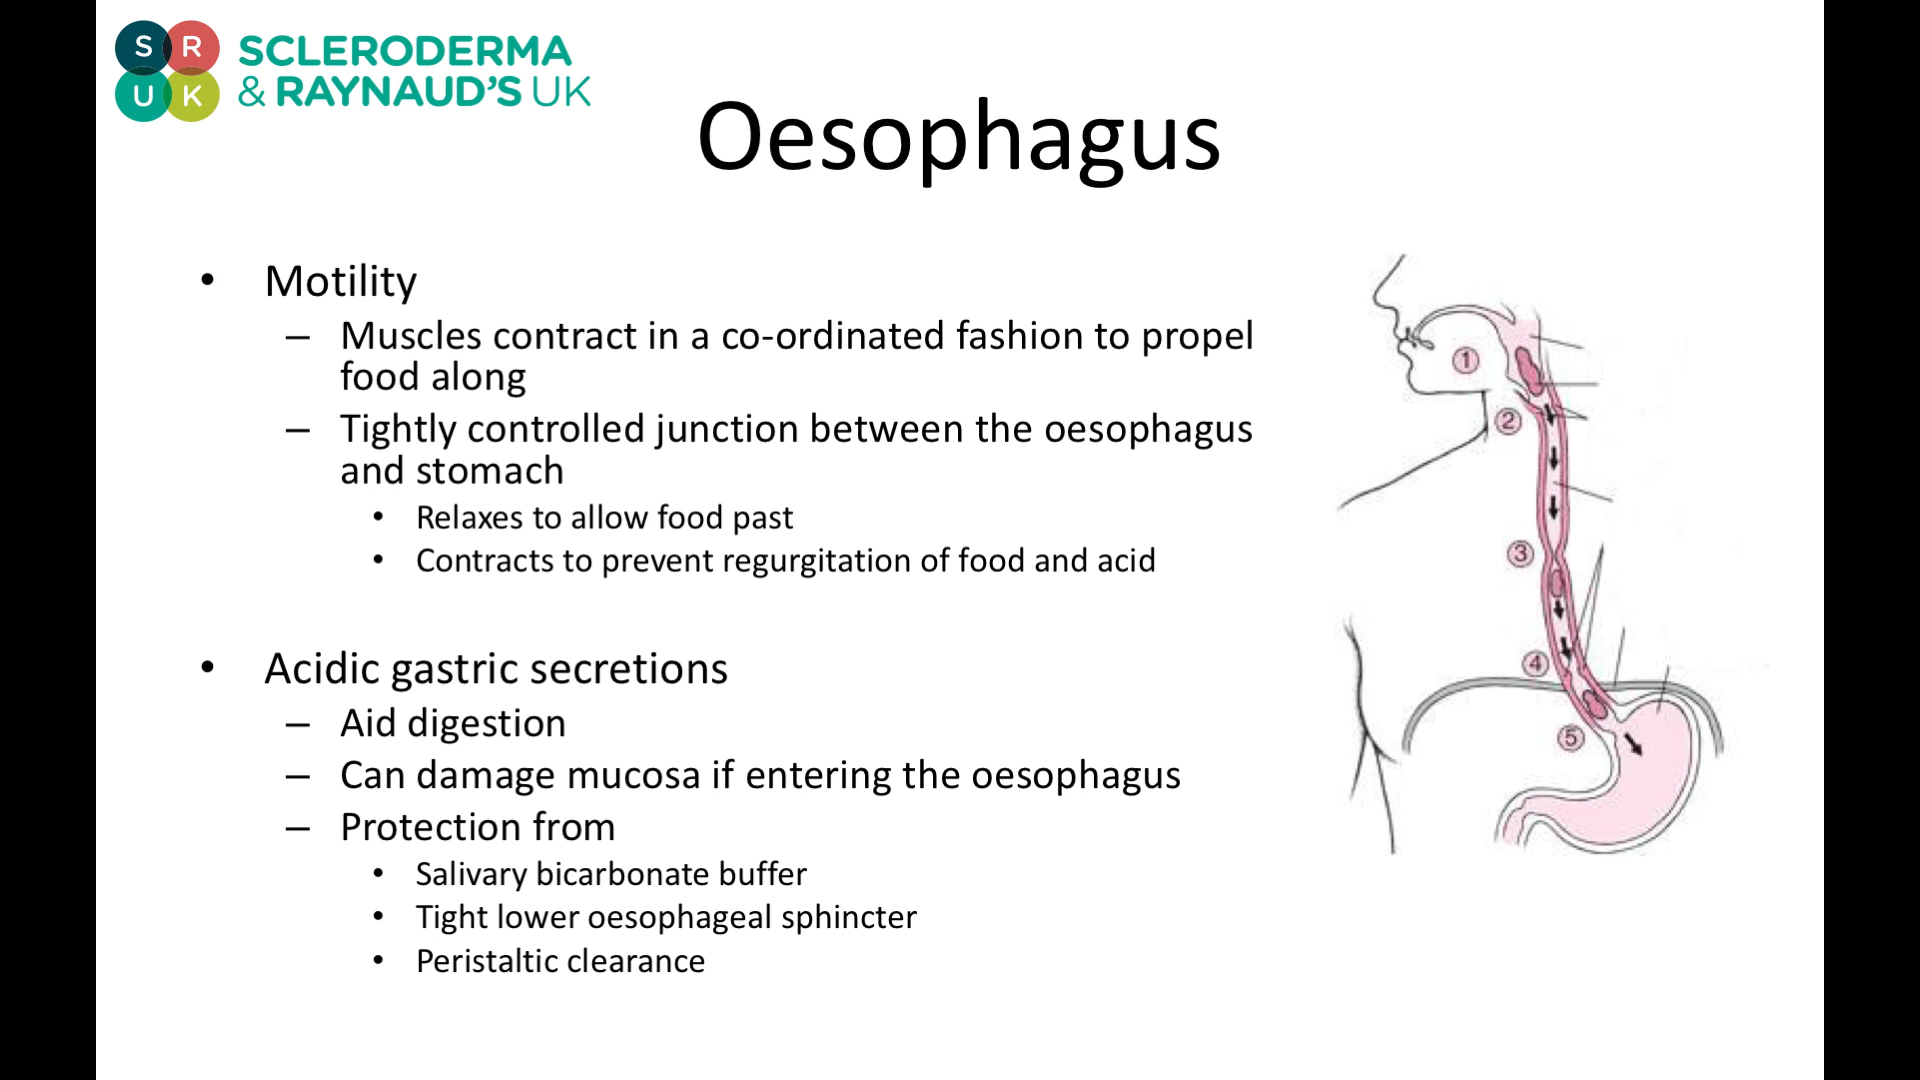 S R
U K
SCLERODERMA
& RAYNAUD'S UK
Oesophagus
• Motility
– Muscles contract in a co-ordinated fashion to propel
food along
– Tightly controlled junction between the oesophagus
and stomach
• Relaxes to allow food past
• Contracts to prevent regurgitation of food and acid
• Acidic gastric secretions
– Aid digestion
– Can damage mucosa if entering the oesophagus
– Protection from
• Salivary bicarbonate buffer
• Tight lower oesophageal sphincter
• Peristaltic clearance
1
2
3
4
5